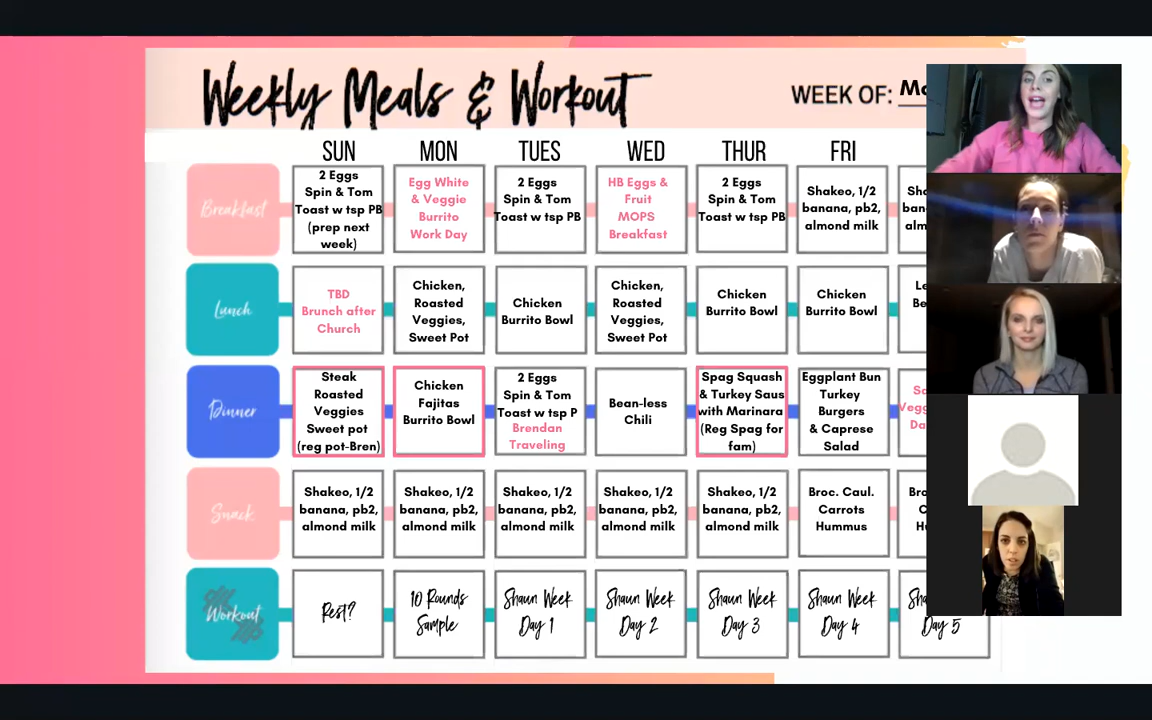 Weekly Meals & Workout
WEEK OF:
SUN MON TUES WED THUR FRI
Breakfast
2 Eggs
Spin & Tom
Toast w tsp PB
(prep next
week)
Egg White
& Veggie
Burrito
Work Day
2 Eggs
Spin & Tom
Toast w tsp PB
HB Eggs &
Fruit
MOPS
Breakfast
2 Eggs
Spin & Tom
Toast w tsp PB
Shakeo, 1/2
banana, pb2,
almond milk
Lunch
TBD
Brunch after
Church
Chicken,
Roasted
Veggies,
Sweet Pot
Chicken
Burrito Bowl
Chicken,
Roasted
Veggies,
Sweet Pot
Chicken
Burrito Bowl
Chicken
Burrito Bowl
Dinner
Steak
Roasted
Veggies
Sweet pot
(reg pot-Bren)
Chicken
Fajitas
Burrito Bowl
2 Eggs
Spin & Tom
Toast w tsp P
Brendan
Traveling
Bean-less
Chili
Spag Squash
& Turkey Saus
with Marinara
(Reg Spag for
fam)
Eggplant Bun
Turkey
Burgers
& Caprese
Salad
Snack
Shakeo, 1/2
banana, pb2,
almond milk
Shakeo, 1/2
banana, pb2,
almond milk
Shakeo, 1/2
banana, pb2,
almond milk
Shakeo, 1/2
banana, pb2,
almond milk
Shakeo, 1/2
banana, pb2,
almond milk
Broc. Caul.
Carrots
Hummus
Workout
Rest?
10 Rounds
Sample
Shaun Week
Day 1
Shaun Week
Day 2
Shaun Week
Day 3
Shaun Week
Day 4
Day 5